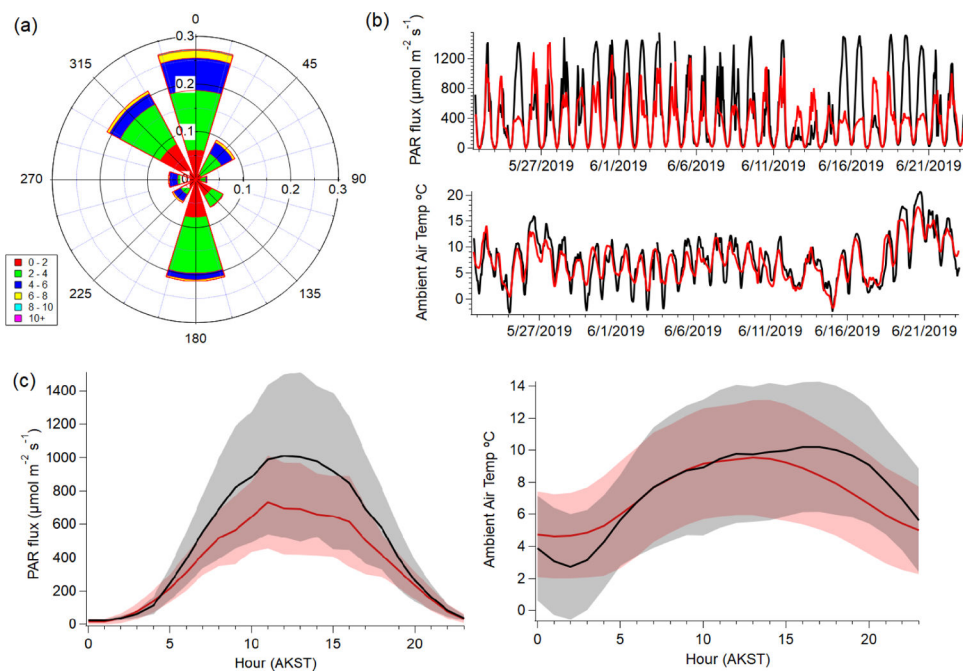 (a)
0
0.3
315
45
0.2
0.1
270
0
0.1
0.2
0.3
90
0 - 2
2 - 4
4 - 6
6 - 8
8 - 10
10+
225
135
180
(b)
PAR flux (µmol m⁻² s⁻¹)
1200
800
400
0
5/27/2019 6/1/2019 6/6/2019 6/11/2019 6/16/2019 6/21/2019
Ambient Air Temp ºC
20
15
10
5
0
5/27/2019 6/1/2019 6/6/2019 6/11/2019 6/16/2019 6/21/2019
(c)
PAR flux (µmol m⁻² s⁻¹)
1400
1200
1000
800
600
400
200
0
0 5 10 15 20
Hour (AKST)
Ambient Air Temp ºC
14
12
10
8
6
4
2
0
0 5 10 15 20
Hour (AKST)